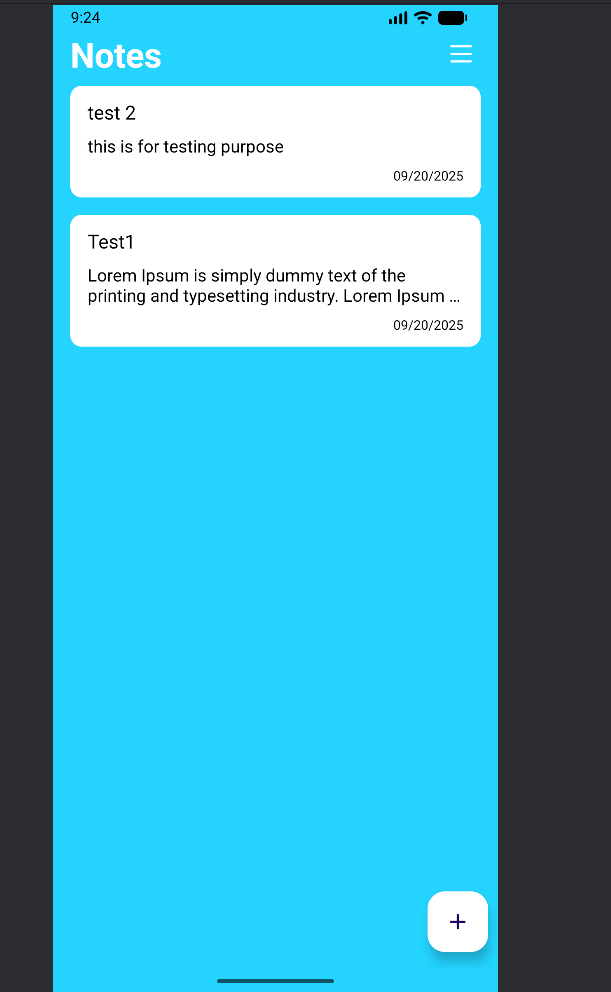 9:24
Notes
test 2
this is for testing purpose
09/20/2025
Test1
Lorem Ipsum is simply dummy text of the
printing and typesetting industry. Lorem Ipsum ...
09/20/2025
+